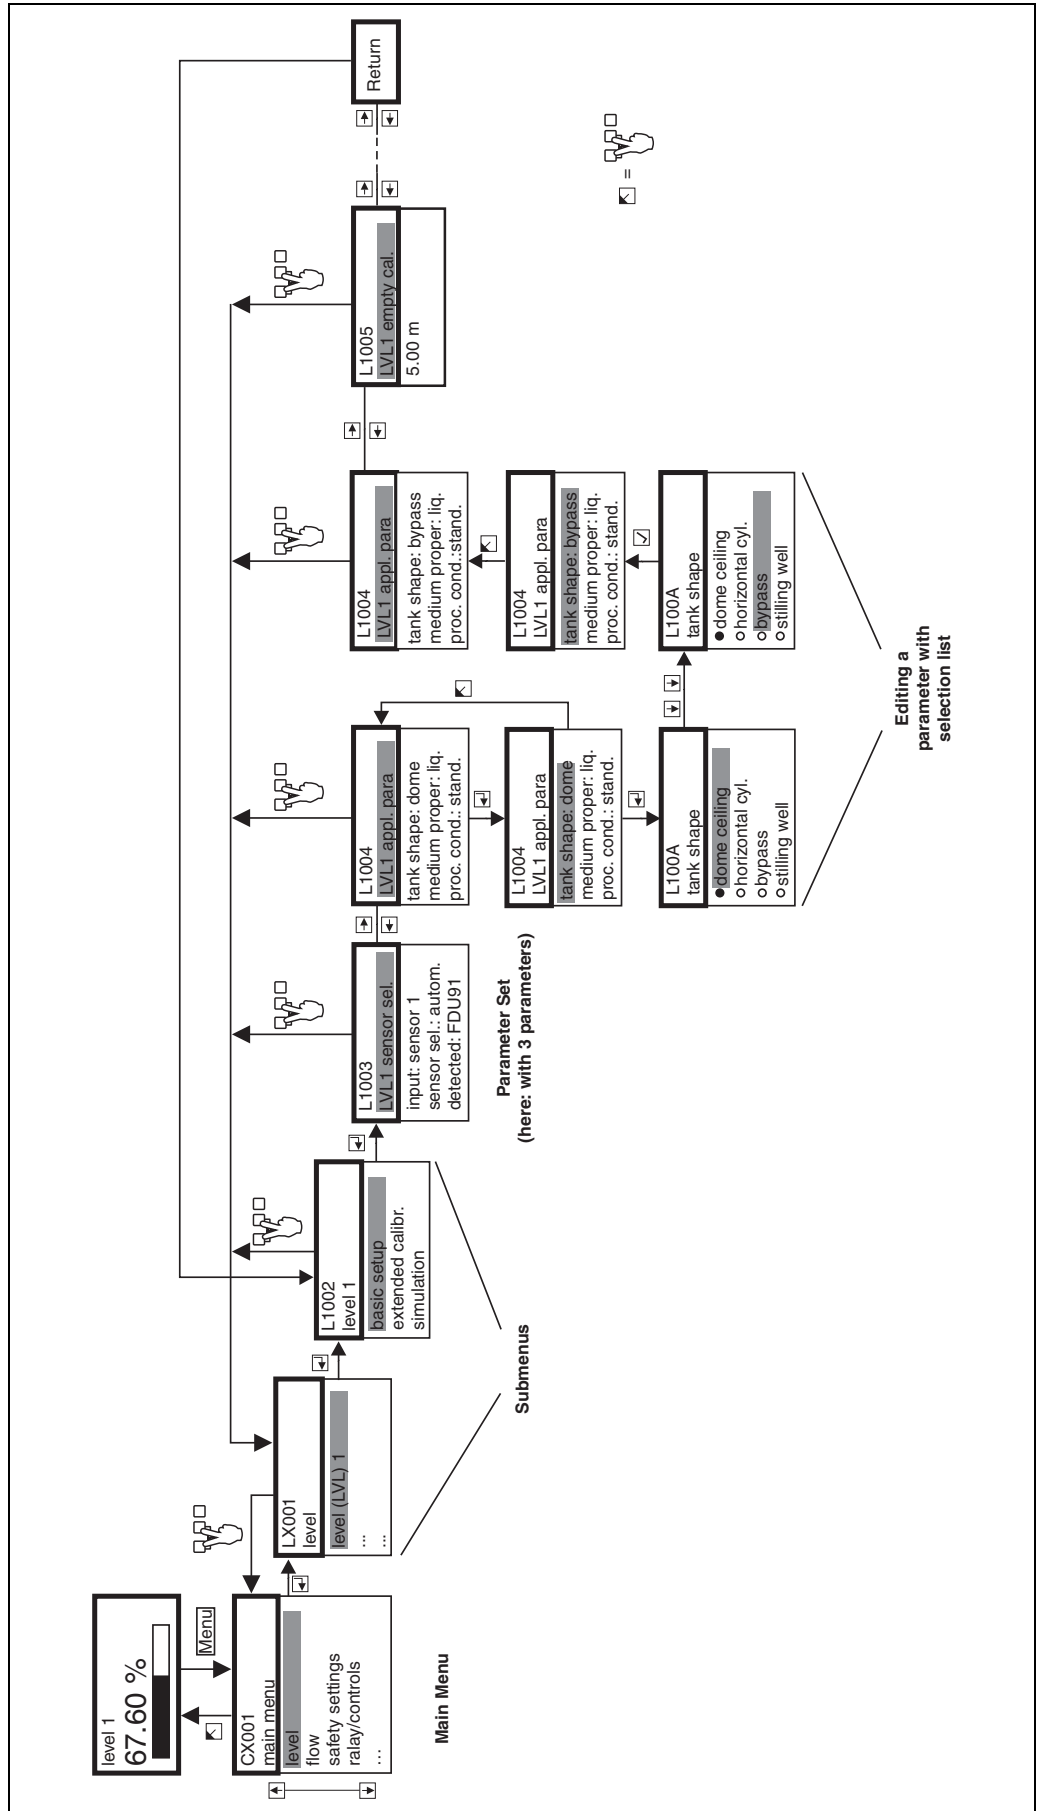 level 1
67.60 %
Menu
CX001
main menu
level
flow
safety settings
ralay/controls
...
Main Menu
LX001
level
level (LVL) 1
...
...
L1002
level 1
basic setup
extended calibr.
simulation
Submenus
L1003
LVL1 sensor sel.
input: sensor 1
sensor sel.: autom.
detected: FDU91
Parameter Set
(here: with 3 parameters)
L1004
LVL1 appl. para
tank shape: dome
medium proper: liq.
proc. cond.: stand.
L1004
LVL1 appl. para
tank shape: dome
medium proper: liq.
proc. cond.: stand.
L100A
tank shape
dome ceiling
horizontal cyl.
bypass
stilling well
L1004
LVL1 appl. para
tank shape: bypass
medium proper: liq.
proc. cond.:stand.
L1004
LVL1 appl. para
tank shape: bypass
medium proper: liq.
proc. cond.: stand.
L100A
tank shape
dome ceiling
horizontal cyl.
bypass
stilling well
Editing a
parameter with
selection list
L1005
LVL1 empty cal.
5.00 m
Return
=